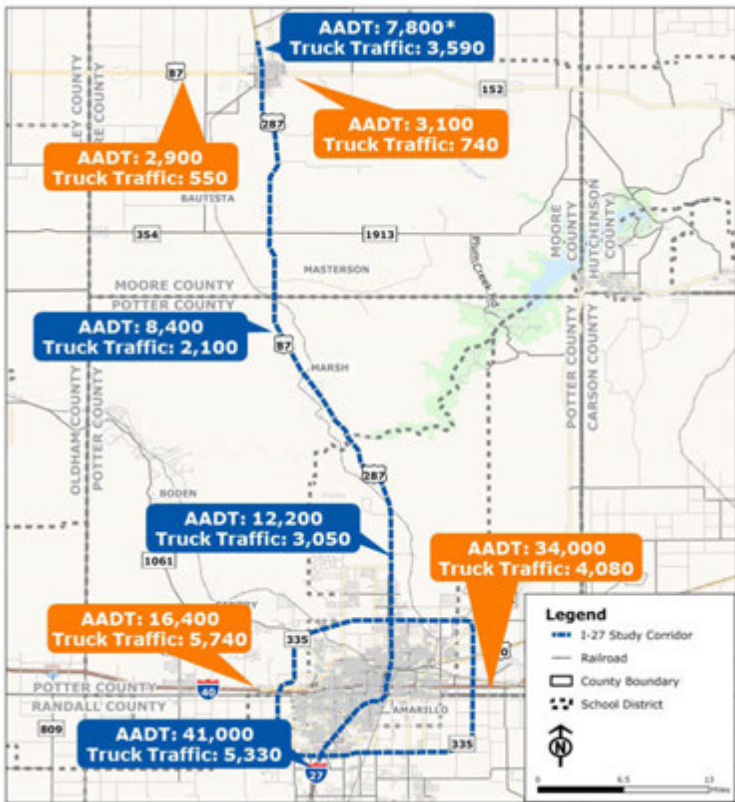 AADT: 7,800*
Truck Traffic: 3,590
87
152
287
AADT: 3,100
Truck Traffic: 740
AADT: 2,900
Truck Traffic: 550
BAUTISTA
354
1913
MASTERSON
MOORE COUNTY
HUTCHINSON COUNTY
Plum Creek Rd
MOORE COUNTY
POTTER COUNTY
AADT: 8,400
Truck Traffic: 2,100
87
MARSH
POTTER COUNTY
CARSON COUNTY
OLDHAM COUNTY
POTTER COUNTY
287
BODEN
AADT: 12,200
Truck Traffic: 3,050
AADT: 34,000
Truck Traffic: 4,080
1061
AADT: 16,400
Truck Traffic: 5,740
335
40
POTTER COUNTY
RANDALL COUNTY
AMARILLO
809
AADT: 41,000
Truck Traffic: 5,330
335
27
Legend
I-27 Study Corridor
Railroad
County Boundary
School District
N
0 6.5 13
Miles